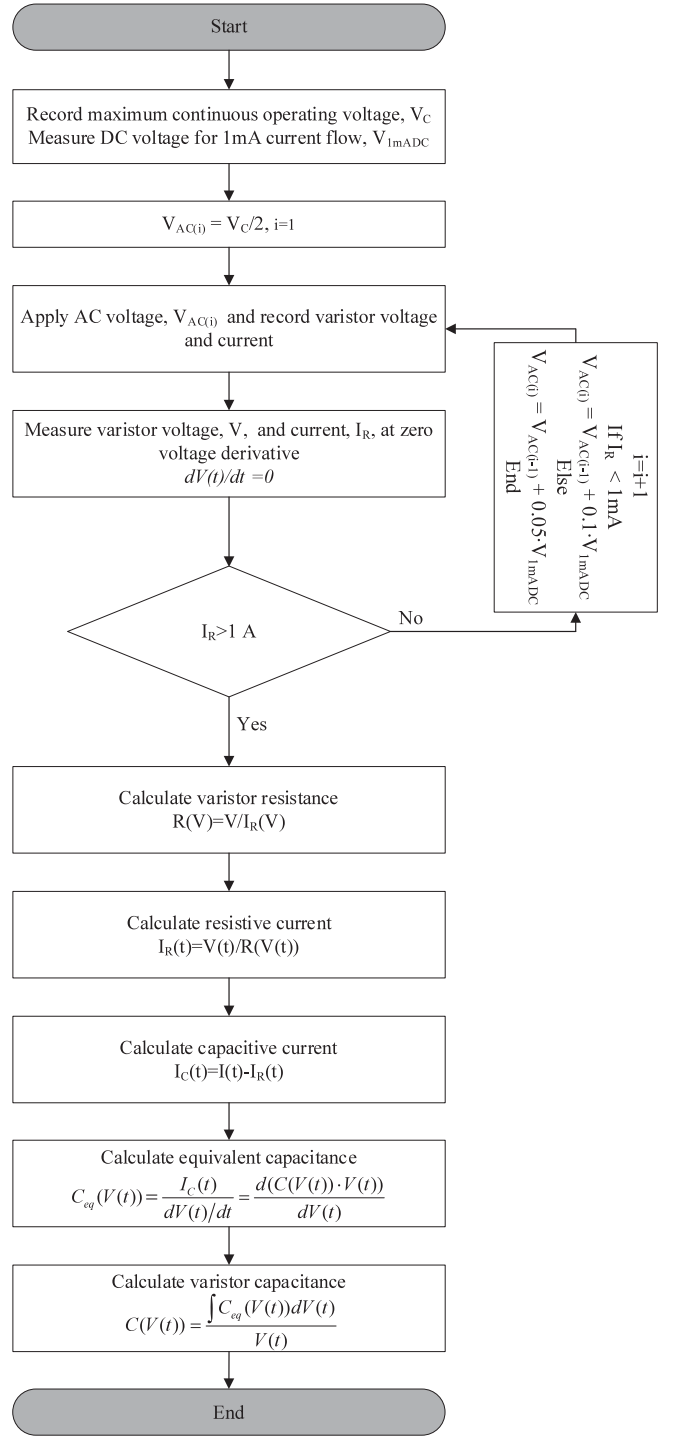 Start
Record maximum continuous operating voltage, V_C
Measure DC voltage for 1mA current flow, V_1mADC
V_AC(i) = V_C/2, i=1
Apply AC voltage, V_AC(i) and record varistor voltage
and current
Measure varistor voltage, V, and current, I_R, at zero
voltage derivative
dV(t)/dt =0
I_R>1 A
No
i=i+1
If I_R < 1mA
V_AC(i) = V_AC(i-1) + 0.1·V_1mADC
Else
V_AC(i) = V_AC(i-1) + 0.05·V_1mADC
End
Yes
Calculate varistor resistance
R(V)=V/I_R(V)
Calculate resistive current
I_R(t)=V(t)/R(V(t))
Calculate capacitive current
I_C(t)=I(t)-I_R(t)
Calculate equivalent capacitance
C_eq(V(t)) = I_C(t) / dV(t)/dt = d(C(V(t))·V(t)) / dV(t)
Calculate varistor capacitance
C(V(t)) = ∫C_eq(V(t))dV(t) / V(t)
End